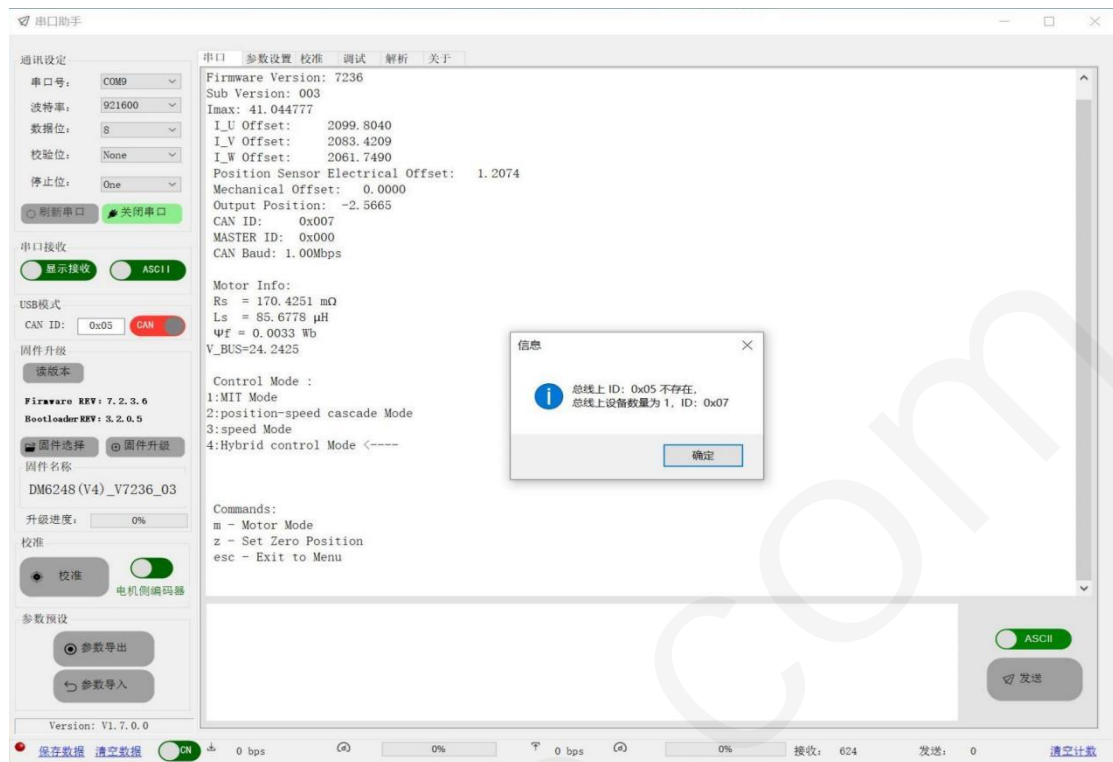 串口助手
通讯设定
串口号: COM9
波特率: 921600
数据位: 8
校验位: None
停止位: One
刷新串口 关闭串口
串口接收
显示接收 ASCII
USB模式
CAN ID: 0x05 CAN
固件升级
读版本
Firmware REV: 7.2.3.6
Bootloader REV: 3.2.0.5
固件选择 固件升级
固件名称
DM6248(V4)_V7236_03
升级进度: 0%
校准
校准
电机侧编码器
参数预设
参数导出
参数导入
Version: V1.7.0.0
串口 参数设置 校准 调试 解析 关于
Firmware Version: 7236
Sub Version: 003
Imax: 41.044777
I_U Offset: 2099.8040
I_V Offset: 2083.4209
I_W Offset: 2061.7490
Position Sensor Electrical Offset: 1.2074
Mechanical Offset: 0.0000
Output Position: -2.5665
CAN ID: 0x007
MASTER ID: 0x000
CAN Baud: 1.00Mbps
Motor Info:
Rs = 170.4251 mΩ
Ls = 85.6778 μH
Ψf = 0.0033 Wb
V_BUS=24.2425
Control Mode :
1:MIT Mode
2:position-speed cascade Mode
3:speed Mode
4:Hybrid control Mode <----
Commands:
m - Motor Mode
z - Set Zero Position
esc - Exit to Menu
信息
总线上 ID: 0x05 不存在,
总线上设备数量为 1, ID: 0x07
确定
ASCII
发送
保存数据 清空数据 CN 0 bps 0% 0 bps 0% 接收: 624 发送: 0 清空计数
com